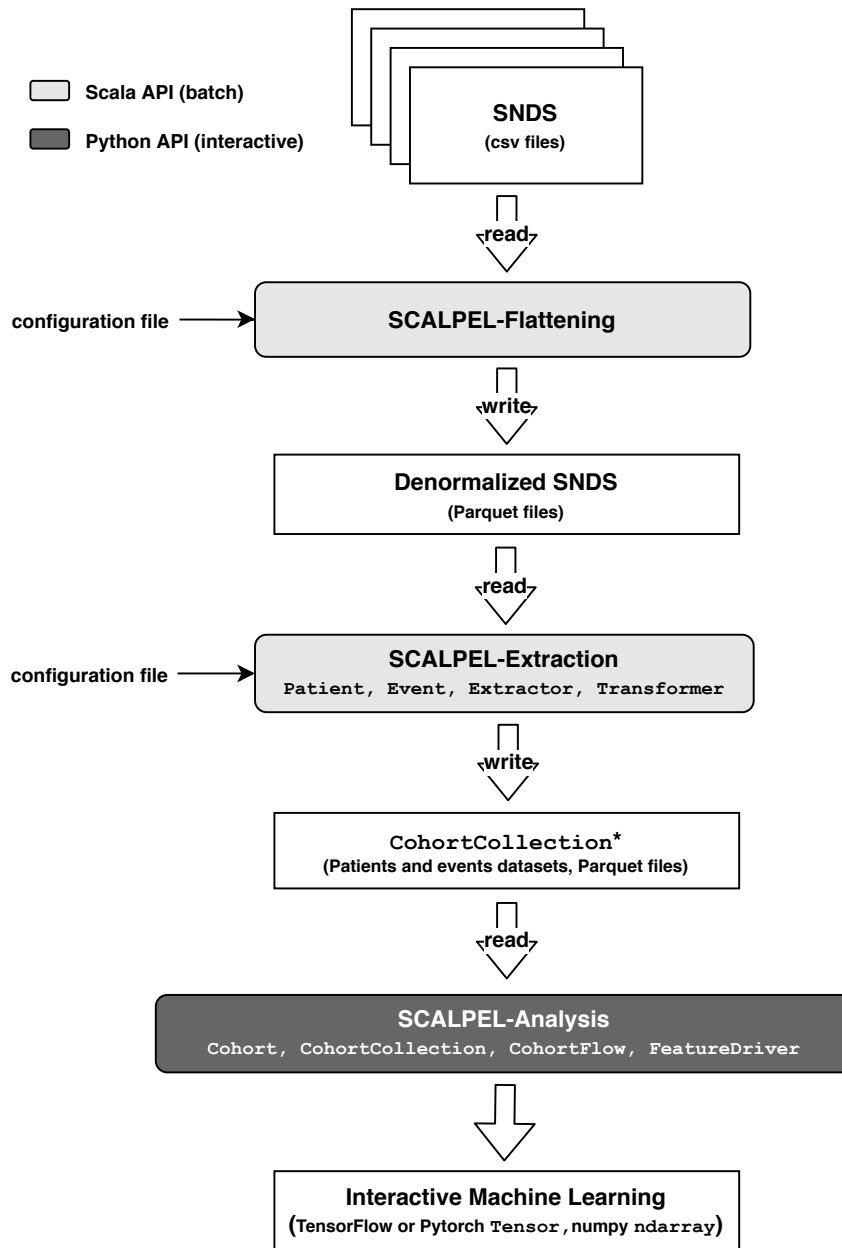 SNDS
(csv files)
Scala API (batch)
Python API (interactive)
read
configuration file
SCALPEL-Flattening
write
Denormalized SNDS
(Parquet files)
read
configuration file
SCALPEL-Extraction
Patient, Event, Extractor, Transformer
write
CohortCollection*
(Patients and events datasets, Parquet files)
read
SCALPEL-Analysis
Cohort, CohortCollection, CohortFlow, FeatureDriver
Interactive Machine Learning
(TensorFlow or Pytorch Tensor, numpy ndarray)